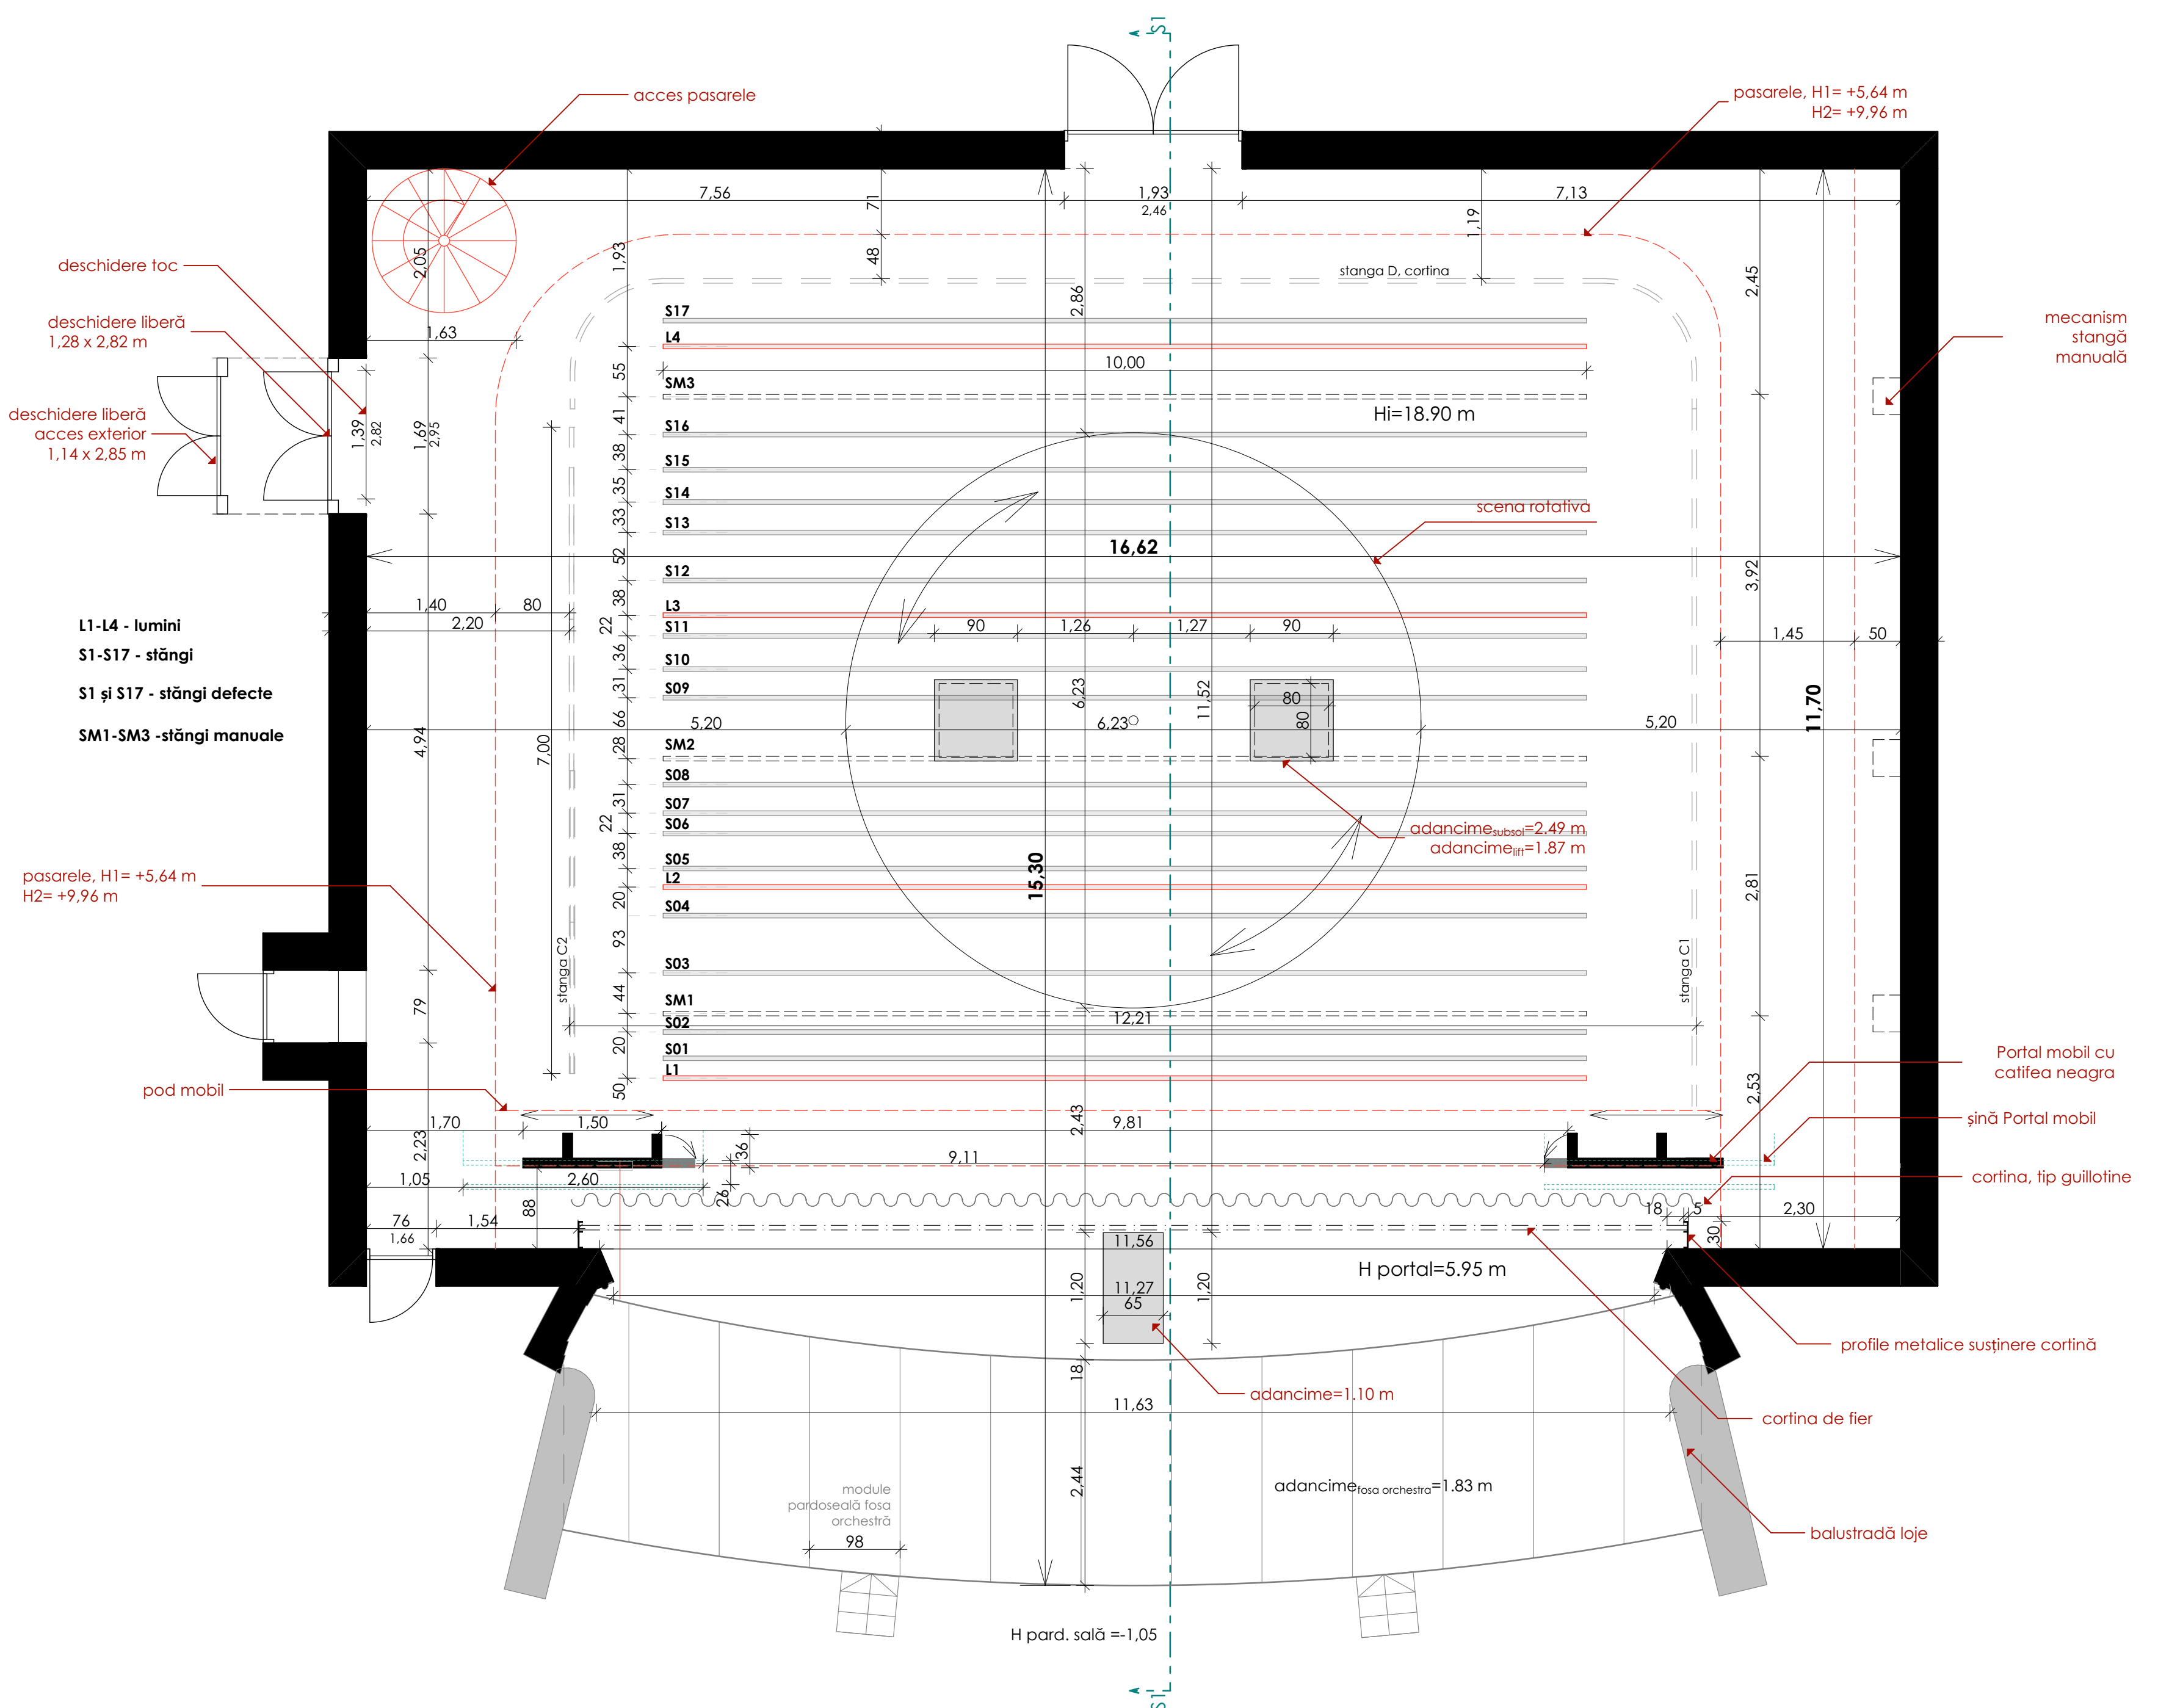 S1
acces pasarele
pasarele, H1= +5,64 m
H2= +9,96 m
7,56
1,93
2,46
7,13
71
48
1,19
1,93
2,05
2,86
2,45
deschidere toc
deschidere liberă
1,28 x 2,82 m
deschidere liberă
acces exterior
1,14 x 2,85 m
1,63
1,39
2,82
1,69
2,95
stanga D, cortina
mecanism
stangă
manuală
S17
L4
10,00
SM3
Hi=18.90 m
S16
S15
S14
S13
scena rotativa
16,62
S12
L3
S11
S10
S09
SM2
S08
S07
S06
S05
L2
S04
S03
SM1
S02
S01
L1
55
41
38
35
33
52
38
22
36
31
66
28
31
22
38
20
93
44
20
50
1,40
80
2,20
L1-L4 - lumini
S1-S17 - stăngi
S1 și S17 - stăngi defecte
SM1-SM3 -stăngi manuale
90
1,26
1,27
90
80
80
3,92
1,45
50
11,70
5,20
6,23
6,23
11,52
5,20
7,00
4,94
adancime subsol=2.49 m
adancime lift=1.87 m
15,30
2,81
pasarele, H1= +5,64 m
H2= +9,96 m
stanga C2
stanga C1
79
12,21
2,53
pod mobil
Portal mobil cu
catifea neagra
șină Portal mobil
cortina, tip guillotine
1,70
1,50
2,43
9,81
2,23
36
9,11
1,05
2,60
26
88
76
1,66
1,54
18
5
30
2,30
11,56
H portal=5.95 m
1,20
11,27
65
1,20
profile metalice susținere cortină
18
adancime=1.10 m
11,63
cortina de fier
2,44
adancime fosa orchestra=1.83 m
module
pardoseală fosa
orchestră
98
balustradă loje
H pard. sală =-1,05
S1